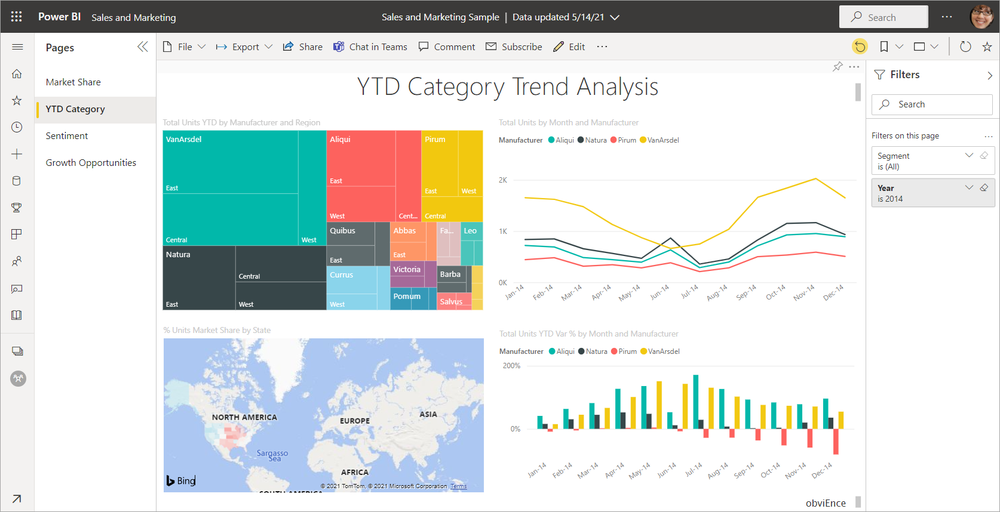 Power BI Sales and Marketing
Sales and Marketing Sample | Data updated 5/14/21
Search
Pages
Market Share
YTD Category
Sentiment
Growth Opportunities
File Export Share Chat in Teams Comment Subscribe Edit
YTD Category Trend Analysis
Total Units YTD by Manufacturer and Region
VanArsdel
East
Central
West
Aliqui
East
West
Cent...
Pirum
East
West
Central
Natura
East
Central
West
Quibus
East
Abbas
East
Fa...
Leo
Currus
West
Victoria
Barba
Pomum
Salvus
Total Units by Month and Manufacturer
Manufacturer Aliqui Natura Pirum VanArsdel
2K
1K
0K
Jan-14 Feb-14 Mar-14 Apr-14 May-14 Jun-14 Jul-14 Aug-14 Sep-14 Oct-14 Nov-14 Dec-14
% Units Market Share by State
NORTH AMERICA
EUROPE
ASIA
Sargasso
Sea
AFRICA
SOUTH AMERICA
Bing
© 2021 TomTom, © 2021 Microsoft Corporation Terms
Total Units YTD Var % by Month and Manufacturer
Manufacturer Aliqui Natura Pirum VanArsdel
200%
0%
Jan-14 Feb-14 Mar-14 Apr-14 May-14 Jun-14 Jul-14 Aug-14 Sep-14 Oct-14 Nov-14 Dec-14
obviEnce
Filters
Search
Filters on this page
Segment
is (All)
Year
is 2014